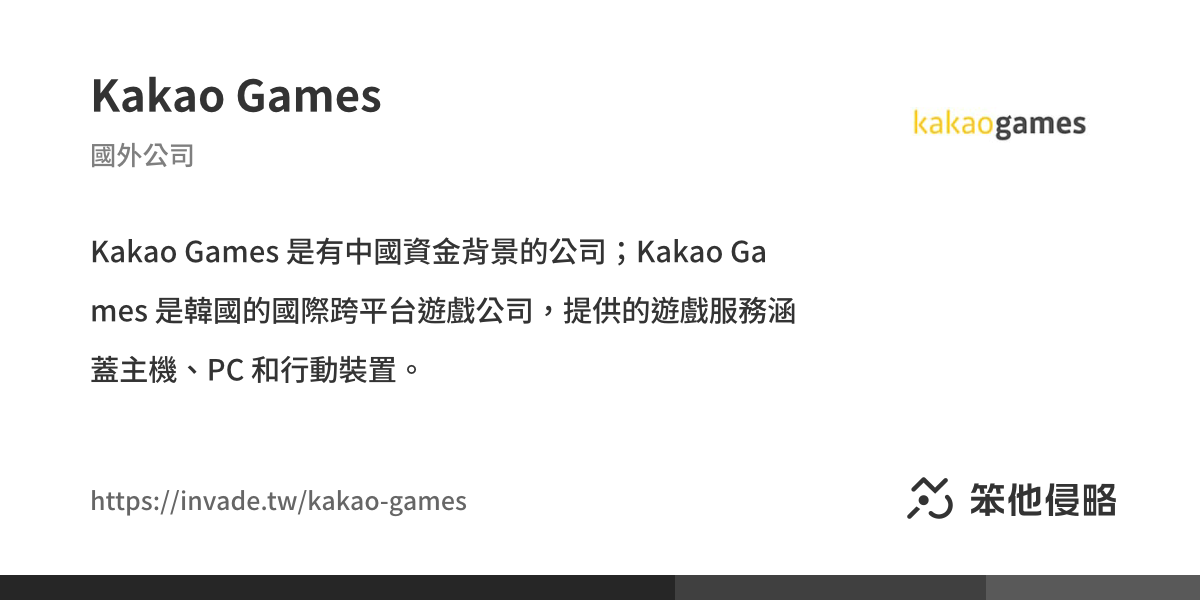 Kakao Games
國外公司
kakaogames
Kakao Games 是有中國資金背景的公司；Kakao Ga
mes 是韓國的國際跨平台遊戲公司，提供的遊戲服務涵
蓋主機、PC 和行動裝置。
https://invade.tw/kakao-games
笨他侵略